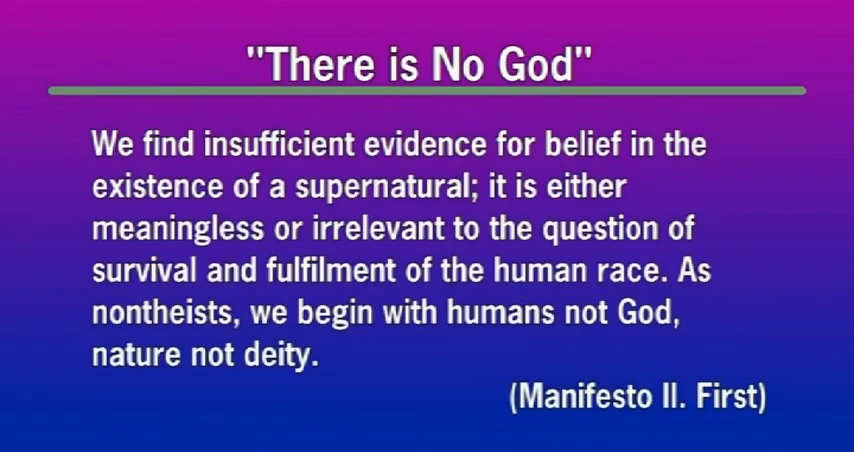 "There is No God"
We find insufficient evidence for belief in the
existence of a supernatural; it is either
meaningless or irrelevant to the question of
survival and fulfilment of the human race. As
nontheists, we begin with humans not God,
nature not deity.
(Manifesto II. First)